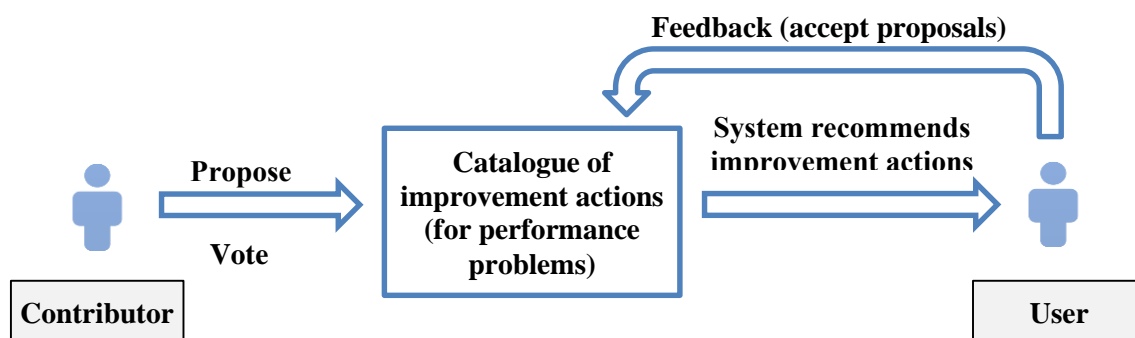 Feedback (accept proposals)
System recommends
improvement actions
Propose
Vote
Catalogue of
improvement actions
(for performance
problems)
Contributor
User